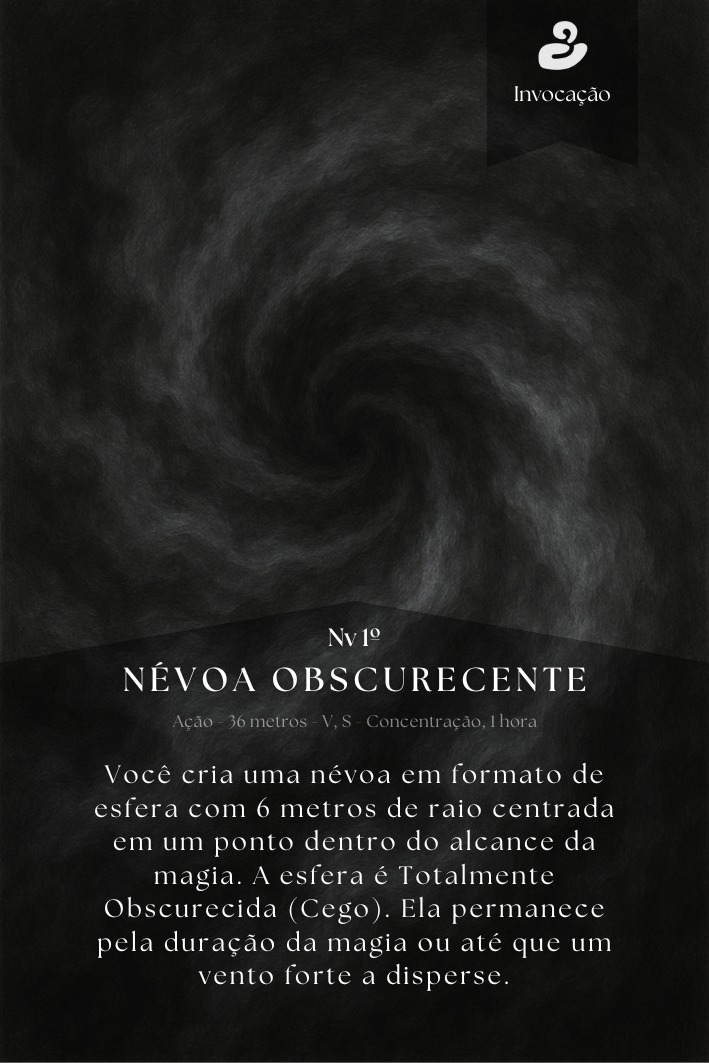 Invocação
Nv 1º
NÉVOA OBSCURECENTE
Ação - 36 metros - V, S - Concentração, 1 hora
Você cria uma névoa em formato de
esfera com 6 metros de raio centrada
em um ponto dentro do alcance da
magia. A esfera é Totalmente
Obscurecida (Cego). Ela permanece
pela duração da magia ou até que um
vento forte a disperse.